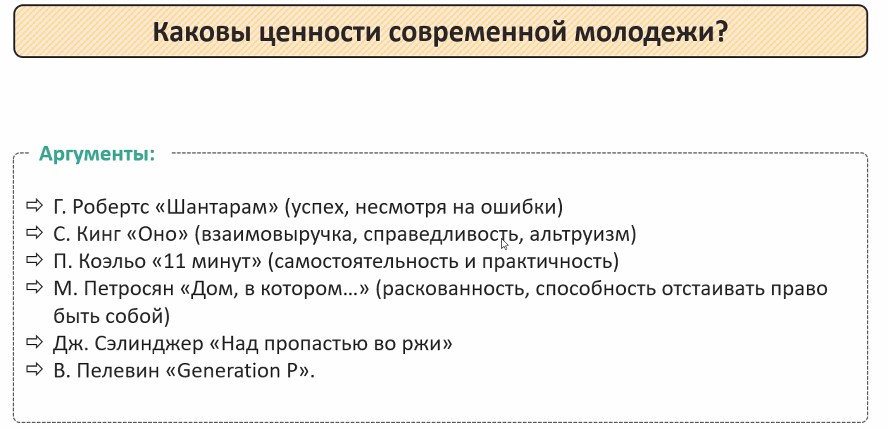 Каковы ценности современной молодежи?
Аргументы:
⇨ Г. Робертс «Шантарам» (успех, несмотря на ошибки)
⇨ С. Кинг «Оно» (взаимовыручка, справедливость, альтруизм)
⇨ П. Коэльо «11 минут» (самостоятельность и практичность)
⇨ М. Петросян «Дом, в котором…» (раскованность, способность отстаивать право
быть собой)
⇨ Дж. Сэлинджер «Над пропастью во ржи»
⇨ В. Пелевин «Generation P».